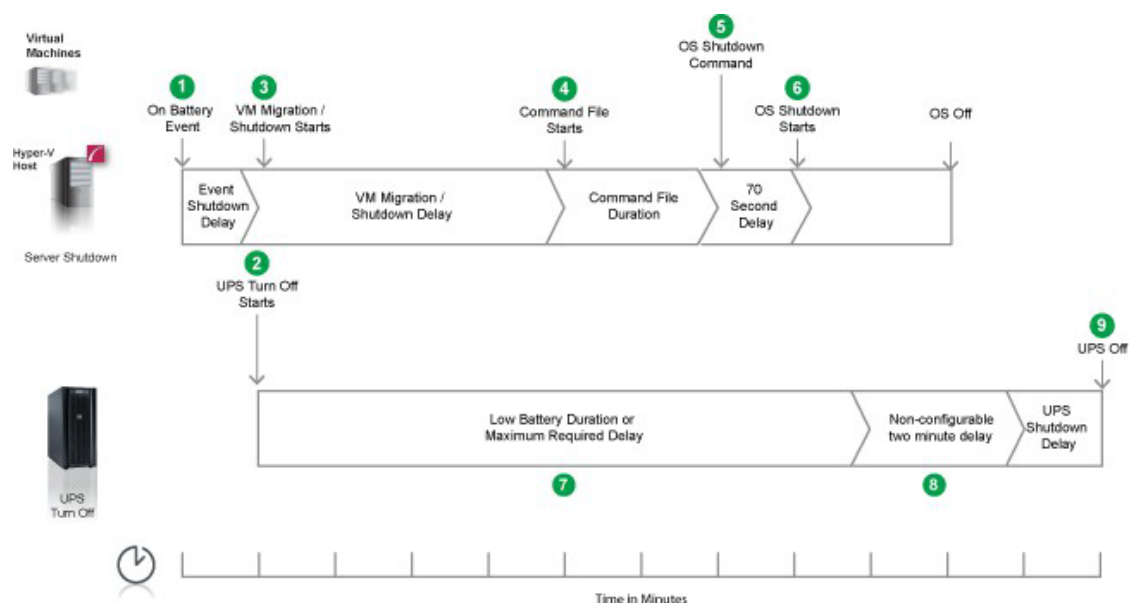 Virtual
Machines
5
OS Shutdown
Command
1
On Battery
Event
3
VM Migration /
Shutdown Starts
4
Command File
Starts
6
OS Shutdown
Starts
OS Off
Hyper-V
Host
Event
Shutdown
Delay
VM Migration /
Shutdown Delay
Command File
Duration
70
Second
Delay
Server Shutdown
2
UPS Turn Off
Starts
9
UPS Off
Low Battery Duration or
Maximum Required Delay
Non-configurable
two minute delay
UPS
Shutdown
Delay
7
8
UPS
Turn Off
Time in Minutes